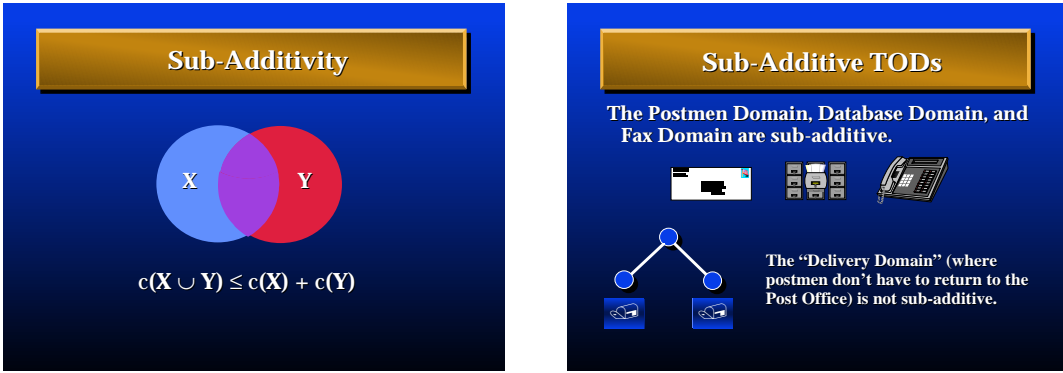 Sub-Additivity
X Y
c(X ∪ Y) ≤ c(X) + c(Y)
Sub-Additive TODs
The Postmen Domain, Database Domain, and
Fax Domain are sub-additive.
The “Delivery Domain” (where
postmen don’t have to return to the
Post Office) is not sub-additive.